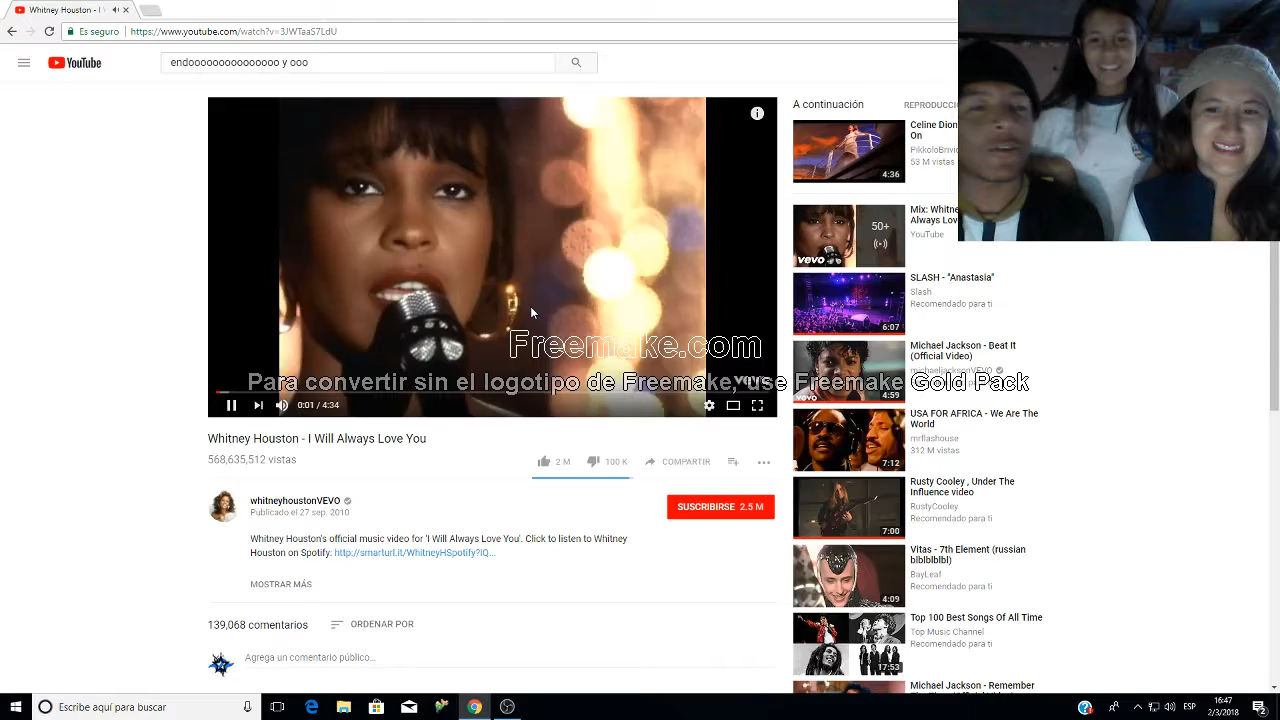 Whitney Houston - I
Es seguro
https://www.youtube.com/watch?v=3JWTaaS7LdU
YouTube
endooooooooooooooo y ooo
Freemake.com
Para convertir sin el logotipo de Freemake, use Freemake Gold Pack
vevo
0:01 / 4:34
Whitney Houston - I Will Always Love You
568,635,512 vistas
2 M
100 K
COMPARTIR
whitneyhoustonVEVO
Publicado el 27 sep. 2010
SUSCRIBIRSE 2.5 M
Whitney Houston's official music video for 'I Will Always Love You'. Click to listen to Whitney
Houston on Spotify: http://smarturl.it/WhitneyHSpotify?IQ...
MOSTRAR MÁS
139,068 comentarios
ORDENAR POR
Agrega un comentario público...
A continuación
REPRODUCCIÓ
4:36
Celine Dion
On
PikkoloBrivio
53 M vistas
50+
vevo
Mix: Whitne
Always Lov
YouTube
6:07
SLASH - "Anastasia"
Slash
Recomendado para ti
vevo
4:59
Michael Jackson - Beat It
(Official Video)
michaeljacksonVEVO
7:12
USA FOR AFRICA - We Are The
World
mrflashouse
312 M vistas
7:00
Rusty Cooley , Under The
Influence video
RustyCooley
Recomendado para ti
4:09
Vitas - 7th Element (russian
blblblblbl)
BayLeaf
Recomendado para ti
17:53
Top 100 Best Songs Of All Time
Top Music Channel
Recomendado para ti
Michael Jackson - Remember
Escribe aquí para buscar
ESP
16:47
2/3/2018
2